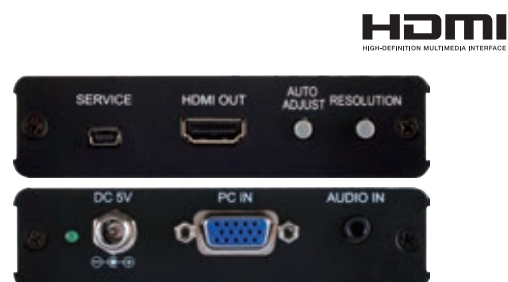 HDMI
HIGH-DEFINITION MULTIMEDIA INTERFACE
SERVICE
HDMI OUT
AUTO ADJUST
RESOLUTION
DC 5V
PC IN
AUDIO IN